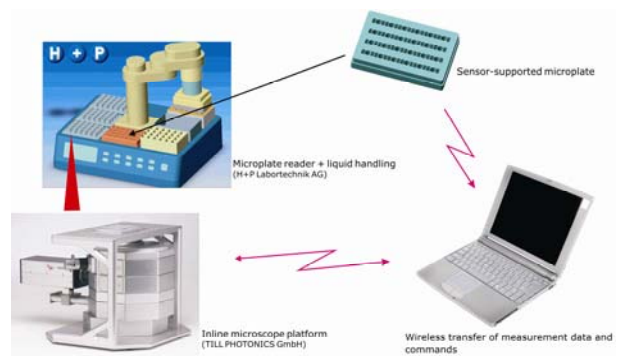 H + P
Sensor-supported microplate
Microplate reader + liquid handling
(H+P Labortechnik AG)
Inline microscope platform
(TILL PHOTONICS GmbH)
Wireless transfer of measurement data and
commands